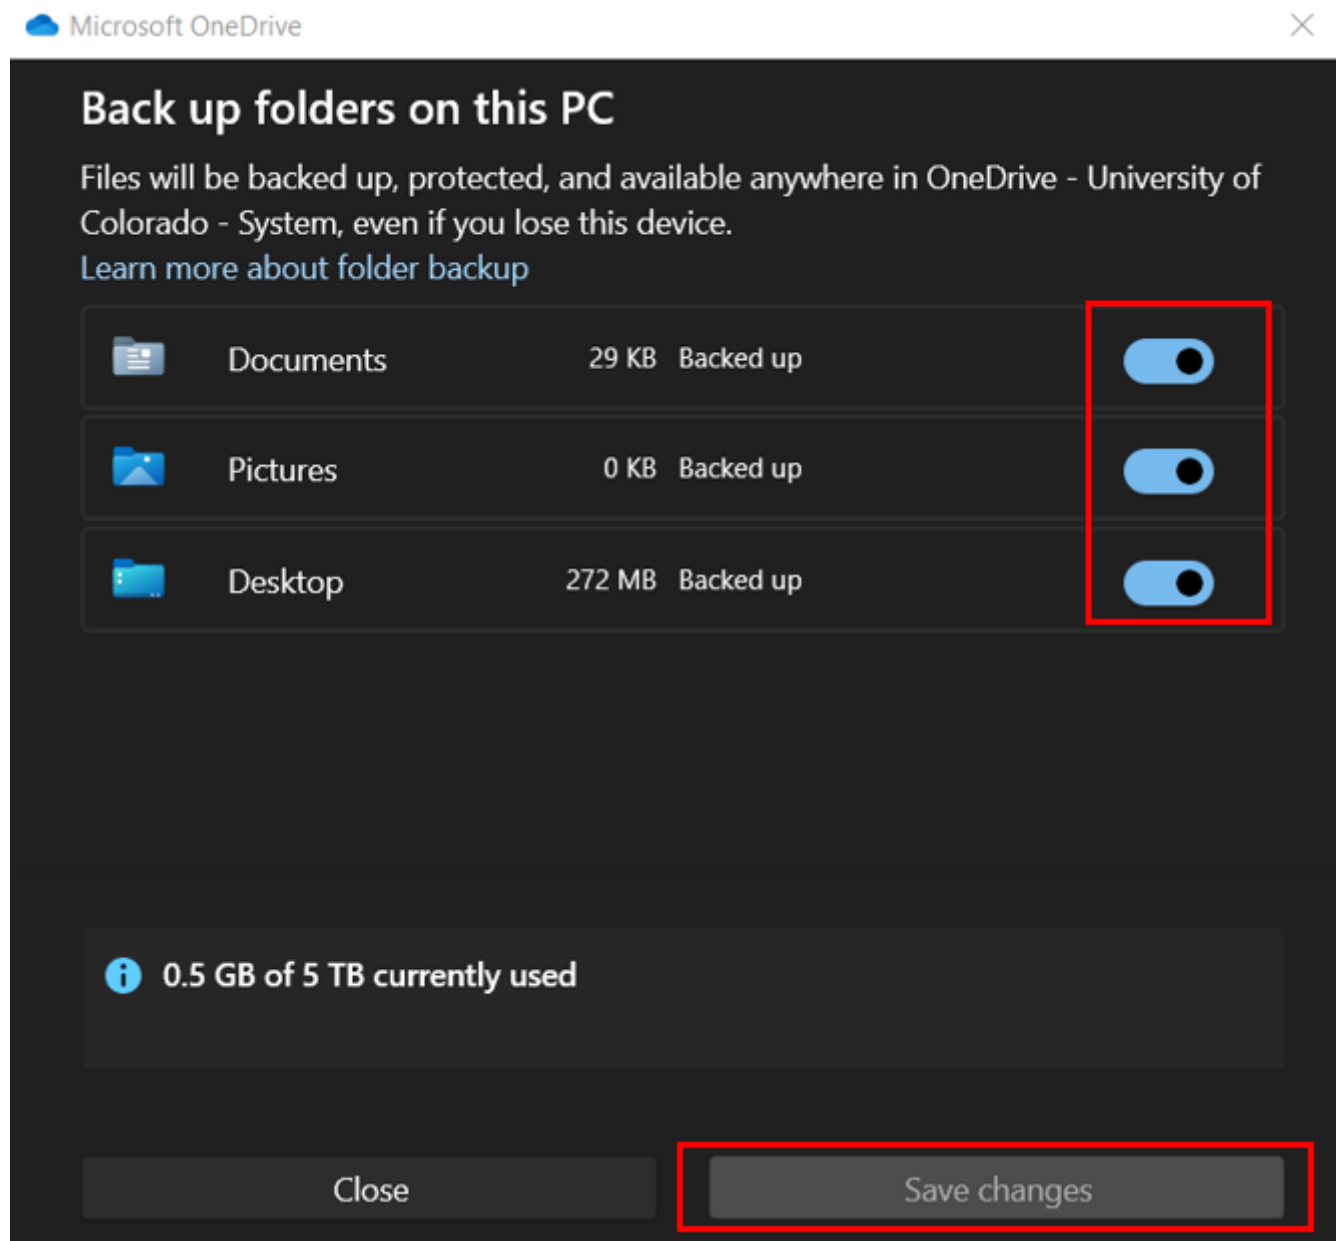 Microsoft OneDrive
Back up folders on this PC
Files will be backed up, protected, and available anywhere in OneDrive - University of
Colorado - System, even if you lose this device.
Learn more about folder backup
Documents 29 KB Backed up
Pictures 0 KB Backed up
Desktop 272 MB Backed up
0.5 GB of 5 TB currently used
Close Save changes